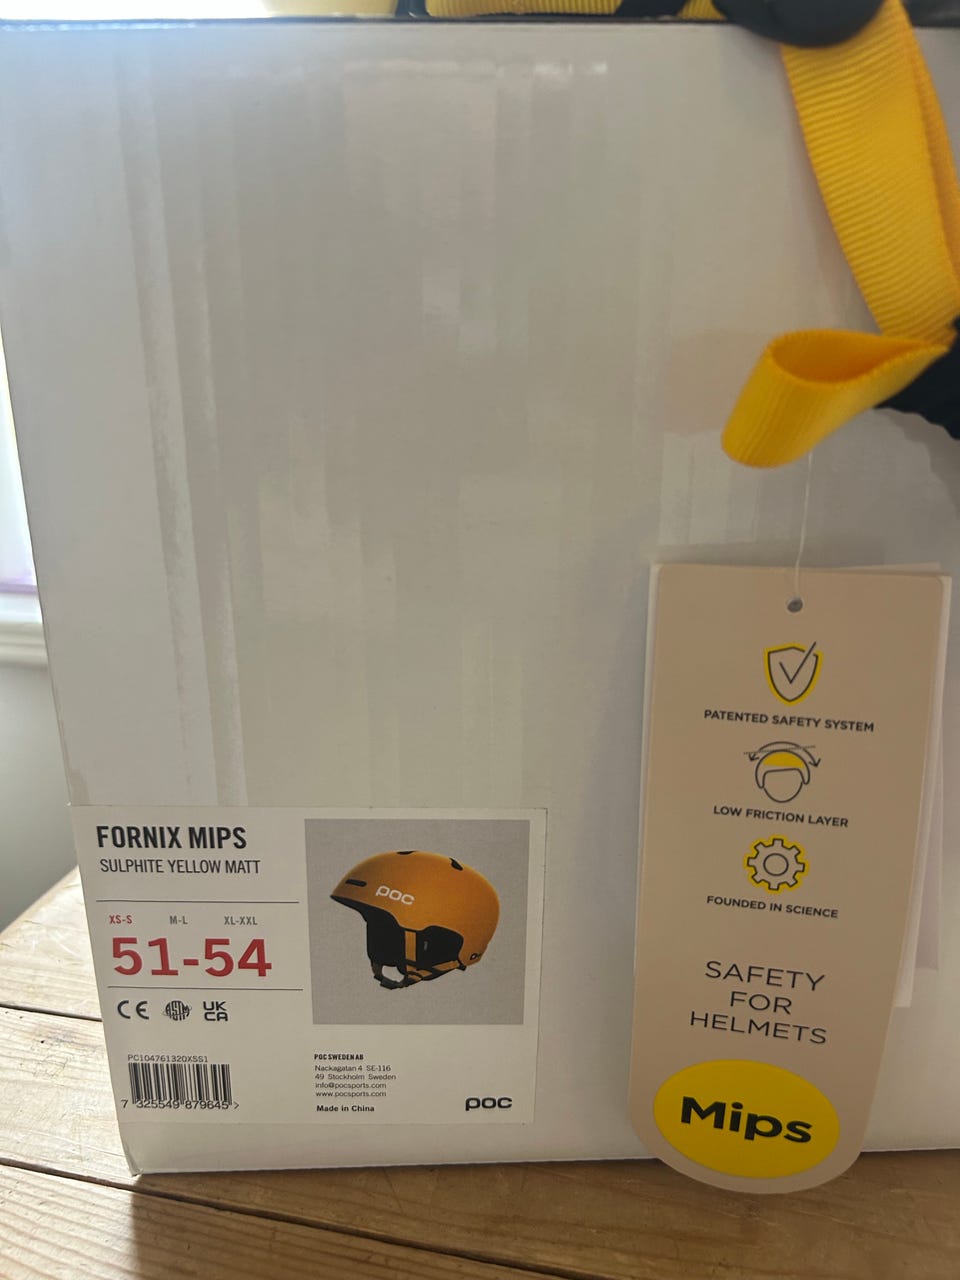 FORNIX MIPS
SULPHITE YELLOW MATT
XS-S M-L XL-XXL
51-54
CE ASTM UK CA
PC104761320XSS1
7 325549 879645 >
poc
POC SWEDEN AB
Nackagatan 4 SE-116
49 Stockholm Sweden
info@pocsports.com
www.pocsports.com
Made in China
poc
PATENTED SAFETY SYSTEM
LOW FRICTION LAYER
FOUNDED IN SCIENCE
SAFETY
FOR
HELMETS
Mips